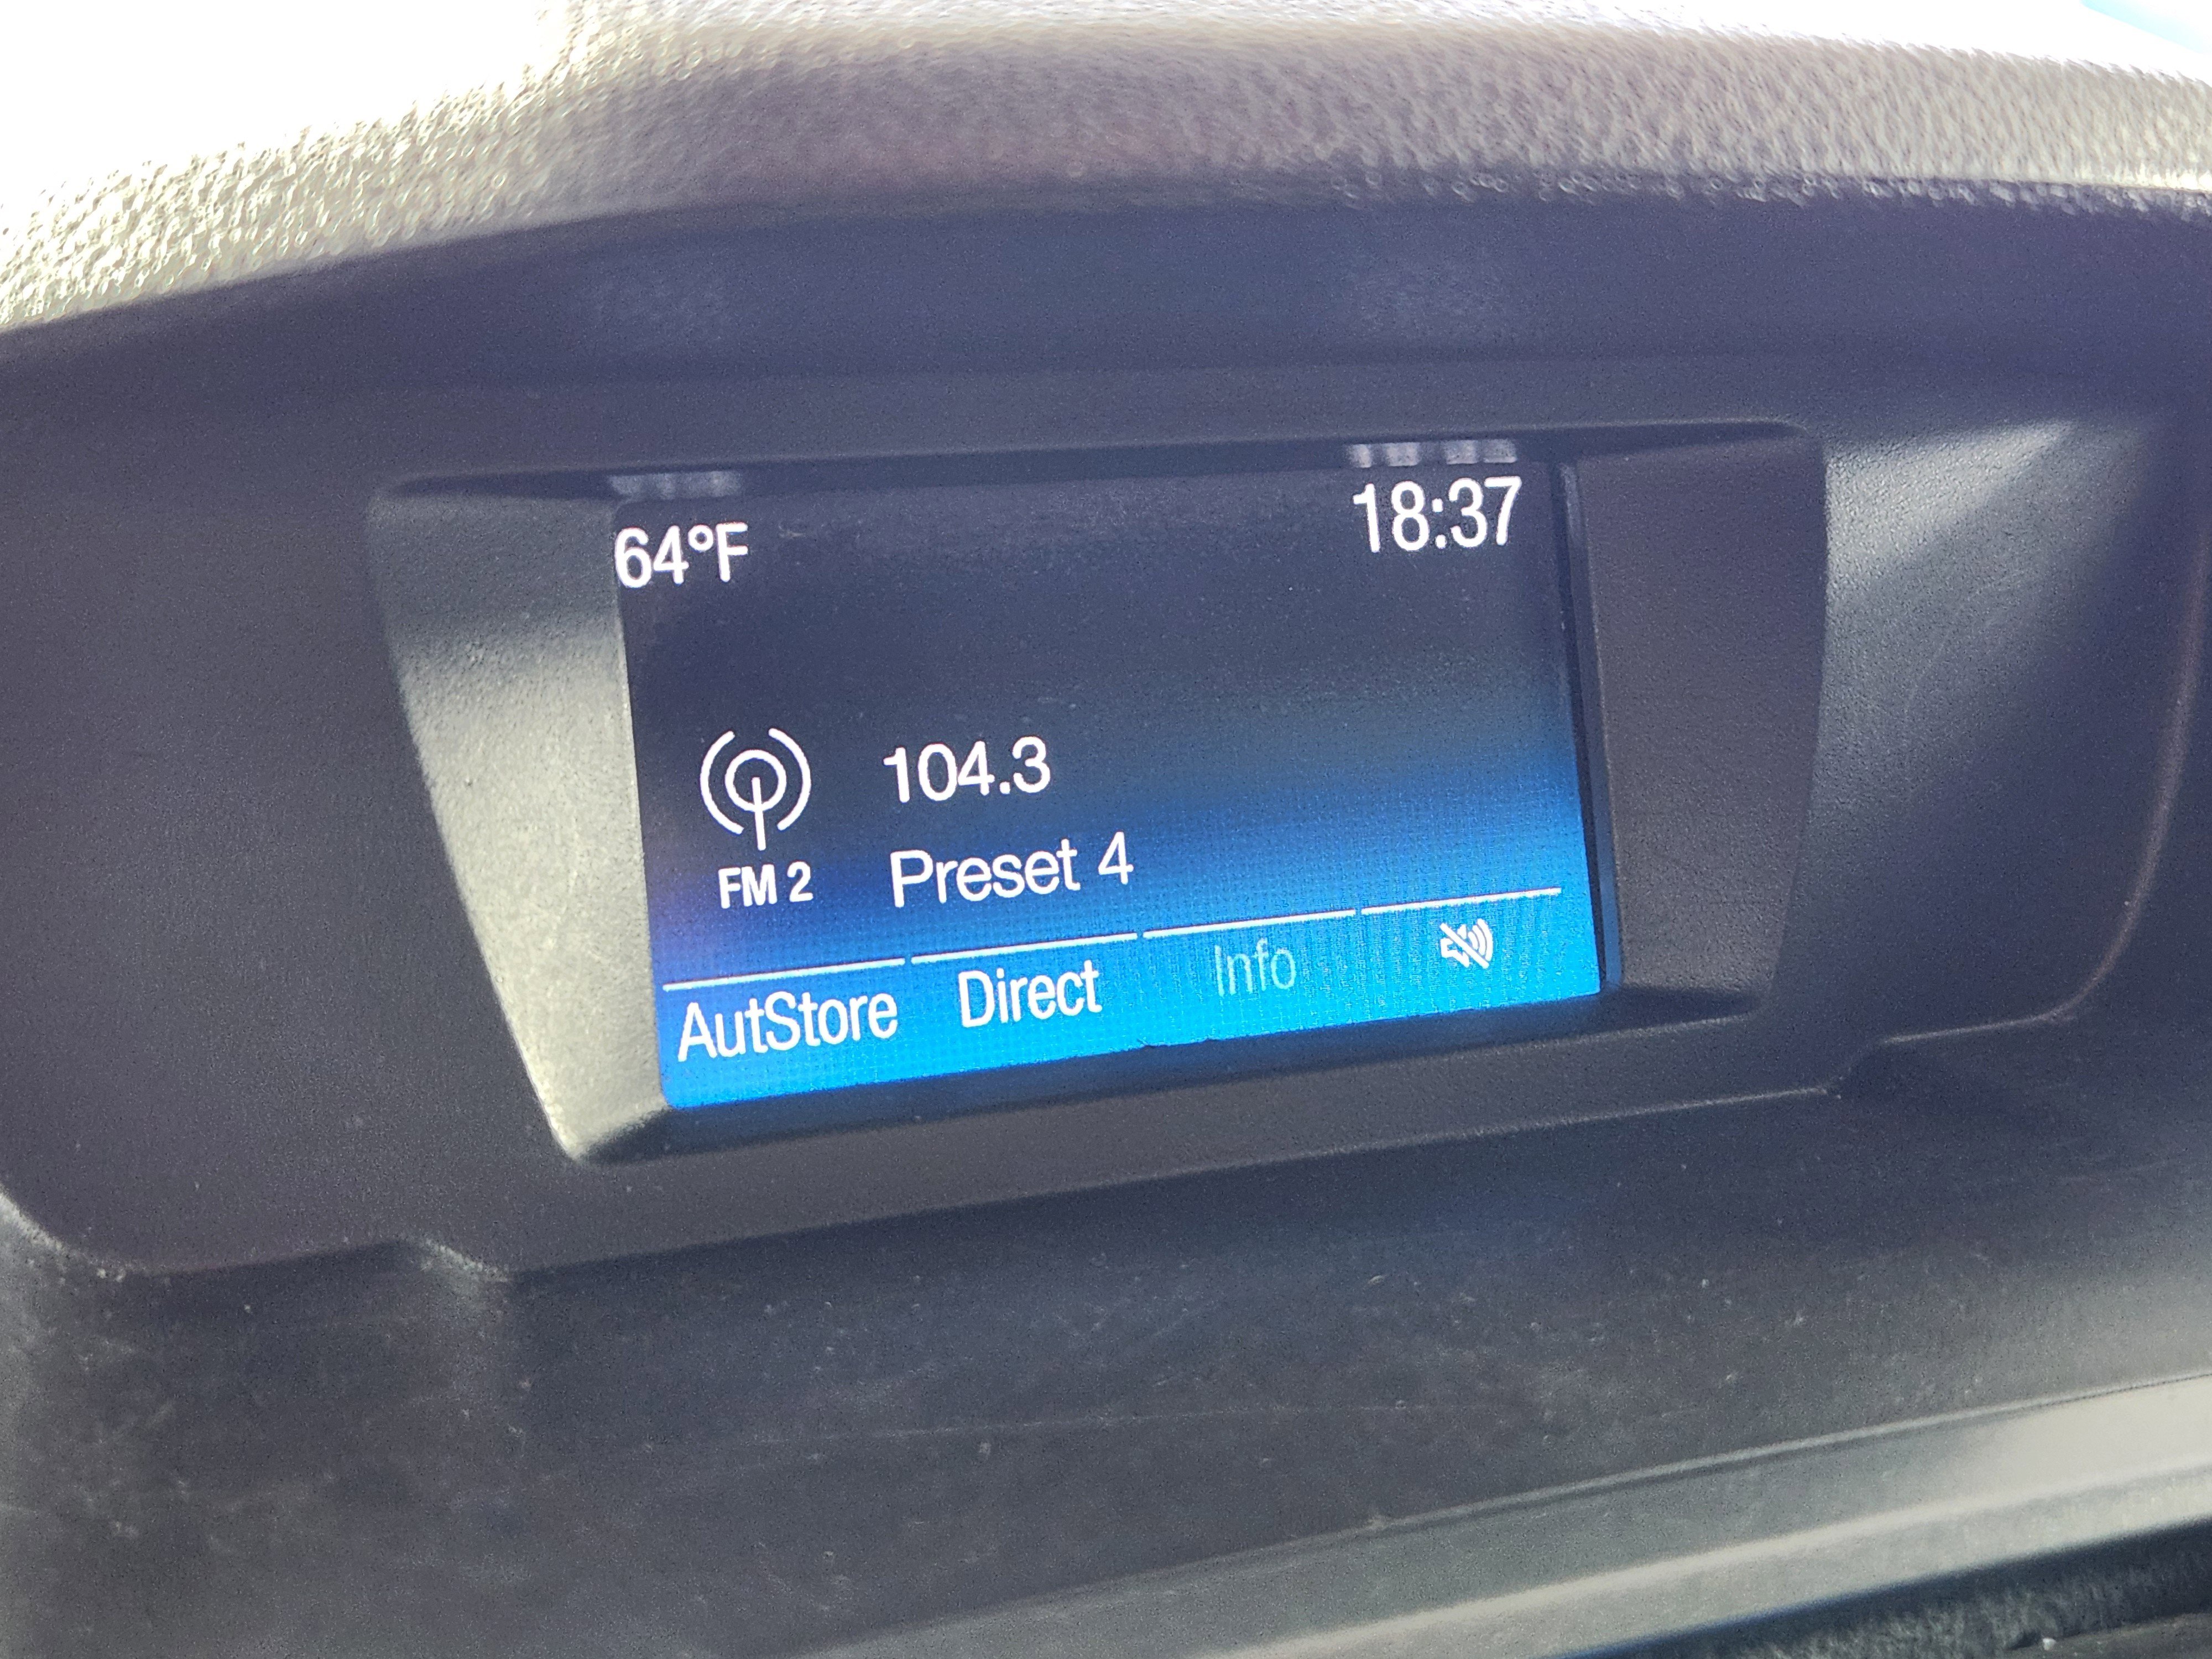 64°F 18:37
104.3
FM 2 Preset 4
AutStore Direct Info